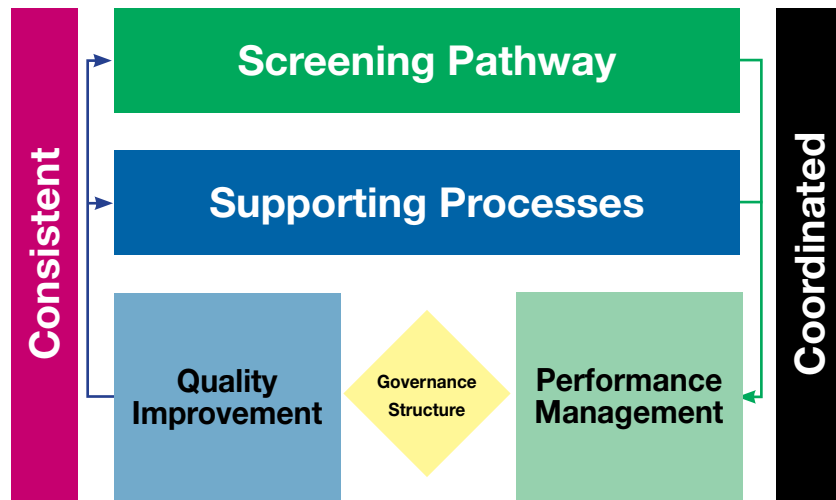 Consistent
Screening Pathway
Supporting Processes
Quality
Improvement
Governance
Structure
Performance
Management
Coordinated